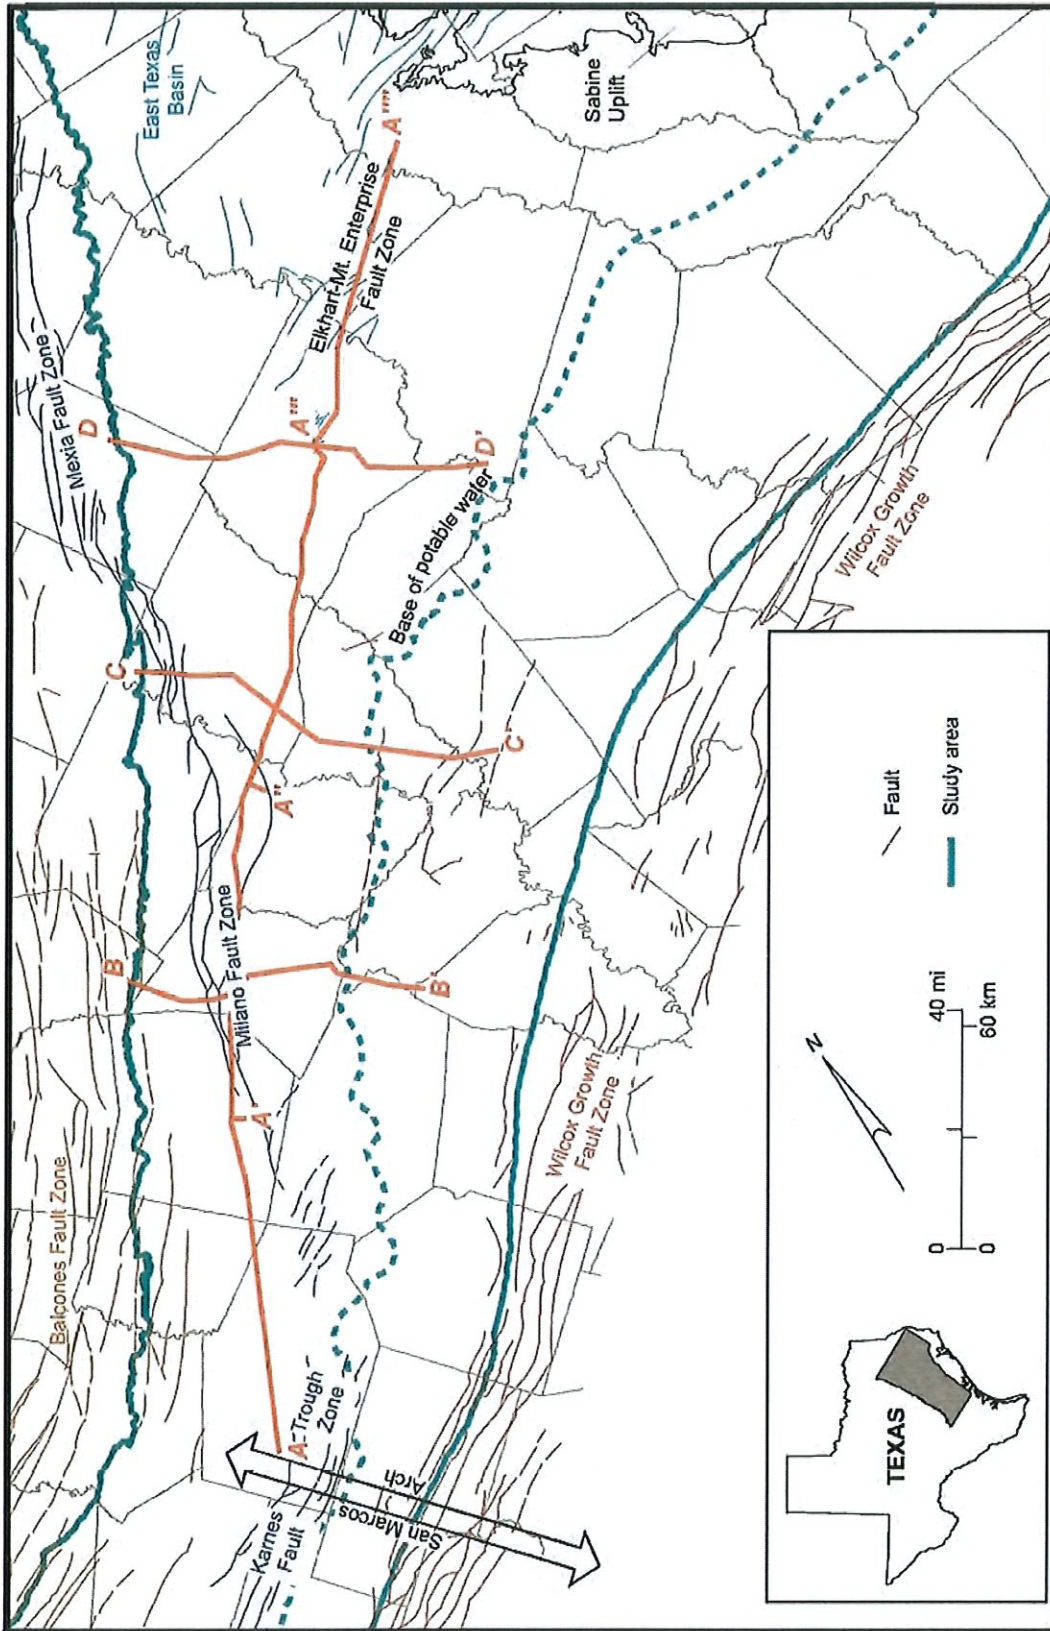 Balcones Fault Zone
Mexia Fault Zone
East Texas
Basin
B
C
D
Milano Fault Zone
Elkhart-Mt. Enterprise
Fault Zone
A
A'
A''
A'''
A''''
Karnes
Fault
Trough
Zone
San Marcos
Arch
Base of potable water
B'
C'
D'
Sabine
Uplift
Wilcox Growth
Fault Zone
Wilcox Growth
Fault Zone
TEXAS
N
0 40 mi
0 60 km
Fault
Study area